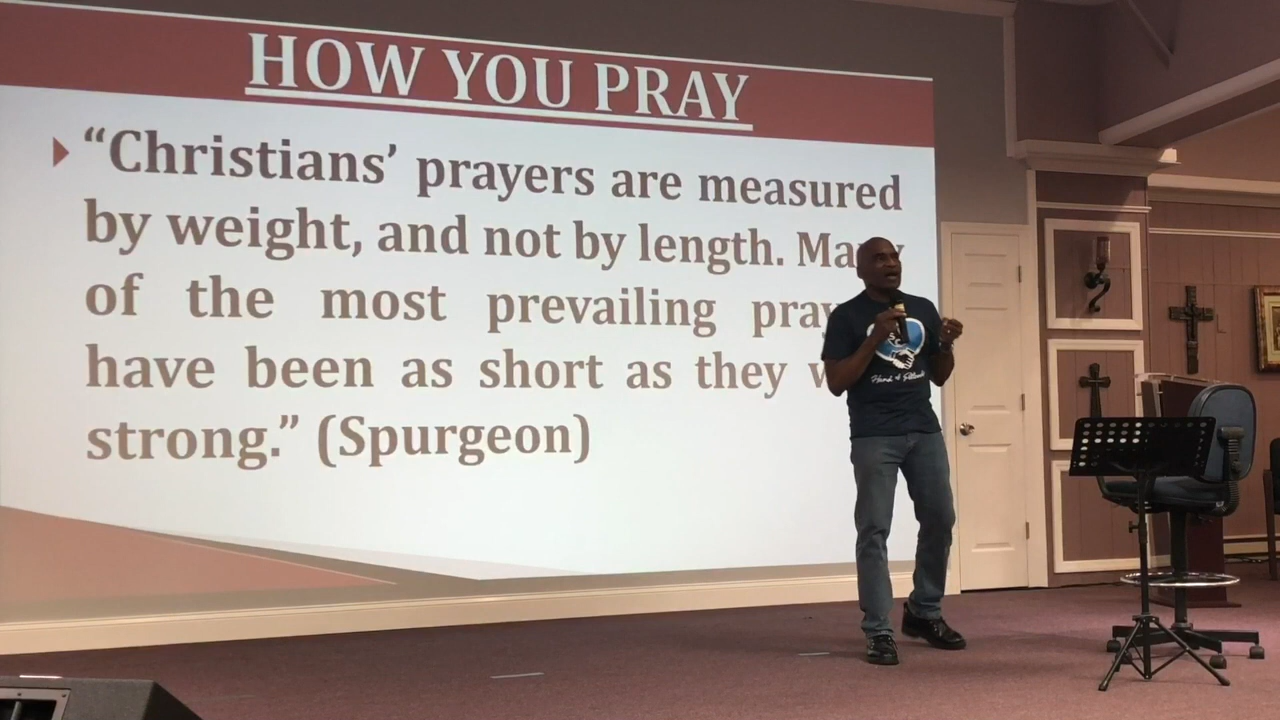 HOW YOU PRAY
“Christians’ prayers are measured
by weight, and not by length. Many
of the most prevailing
have been as short as they
strong.” (Spurgeon)